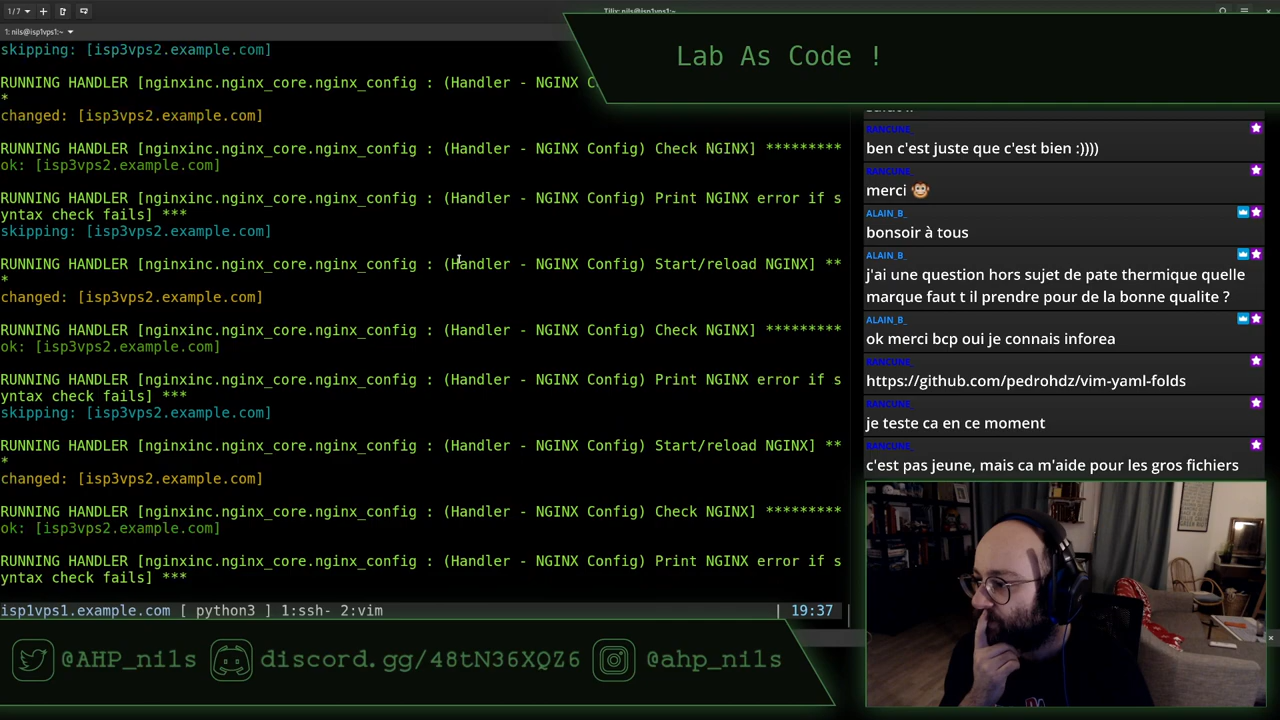 1 / 7
Tilix: nils@isp1vps1:~
1: nils@isp1vps1:~
skipping: [isp3vps2.example.com]
Lab As Code !
RUNNING HANDLER [nginxinc.nginx_core.nginx_config : (Handler - NGINX C
*
changed: [isp3vps2.example.com]
RUNNING HANDLER [nginxinc.nginx_core.nginx_config : (Handler - NGINX Config) Check NGINX] *********
ok: [isp3vps2.example.com]
RUNNING HANDLER [nginxinc.nginx_core.nginx_config : (Handler - NGINX Config) Print NGINX error if s
yntax check fails] ***
skipping: [isp3vps2.example.com]
RUNNING HANDLER [nginxinc.nginx_core.nginx_config : (Handler - NGINX Config) Start/reload NGINX] **
*
changed: [isp3vps2.example.com]
RUNNING HANDLER [nginxinc.nginx_core.nginx_config : (Handler - NGINX Config) Check NGINX] *********
ok: [isp3vps2.example.com]
RUNNING HANDLER [nginxinc.nginx_core.nginx_config : (Handler - NGINX Config) Print NGINX error if s
yntax check fails] ***
skipping: [isp3vps2.example.com]
RUNNING HANDLER [nginxinc.nginx_core.nginx_config : (Handler - NGINX Config) Start/reload NGINX] **
*
changed: [isp3vps2.example.com]
RUNNING HANDLER [nginxinc.nginx_core.nginx_config : (Handler - NGINX Config) Check NGINX] *********
ok: [isp3vps2.example.com]
RUNNING HANDLER [nginxinc.nginx_core.nginx_config : (Handler - NGINX Config) Print NGINX error if s
yntax check fails] ***
isp1vps1.example.com [ python3 ] 1:ssh- 2:vim | 19:37
RANCUNE_
ben c'est juste que c'est bien :))))
RANCUNE_
merci 🐵
ALAIN_B_
bonsoir à tous
ALAIN_B_
j'ai une question hors sujet de pate thermique quelle
marque faut t il prendre pour de la bonne qualite ?
ALAIN_B_
ok merci bcp oui je connais inforea
RANCUNE_
https://github.com/pedrohdz/vim-yaml-folds
RANCUNE_
je teste ca en ce moment
RANCUNE_
c'est pas jeune, mais ca m'aide pour les gros fichiers
@AHP_nils discord.gg/48tN36XQZ6 @ahp_nils